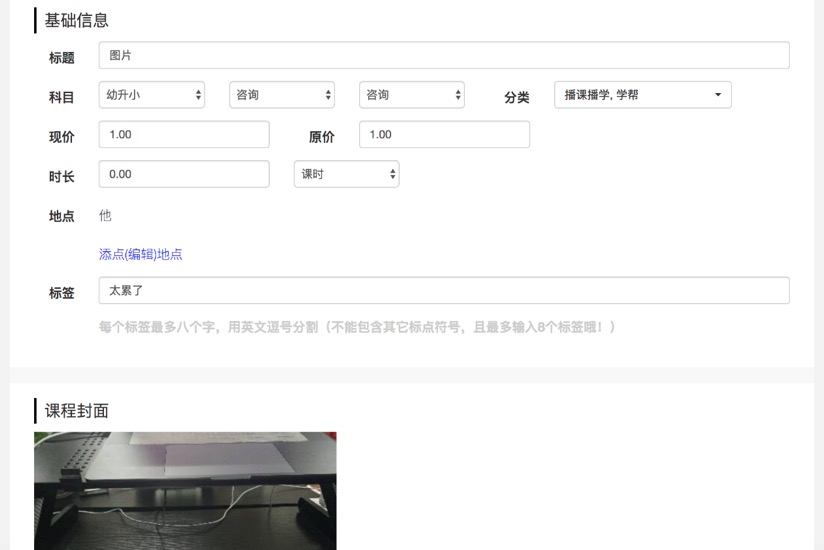 基础信息
标题 图片
科目 幼升小 咨询 咨询 分类 播课播学, 学帮
现价 1.00 原价 1.00
时长 0.00 课时
地点 他
添点(编辑)地点
标签 太累了
每个标签最多八个字，用英文逗号分割（不能包含其它标点符号，且最多输入8个标签哦！）
课程封面